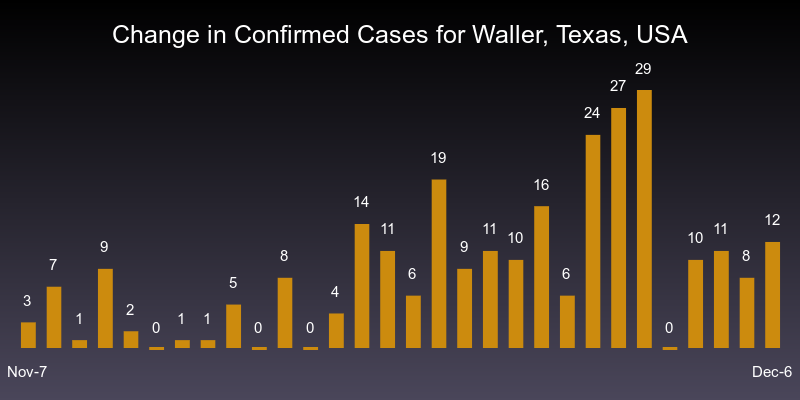 Change in Confirmed Cases for Waller, Texas, USA
3 7 1 9 2 0 1 1 5 0 8 0 4 14 11 6 19 9 11 10 16 6 24 27 29 0 10 11 8 12
Nov-7 Dec-6